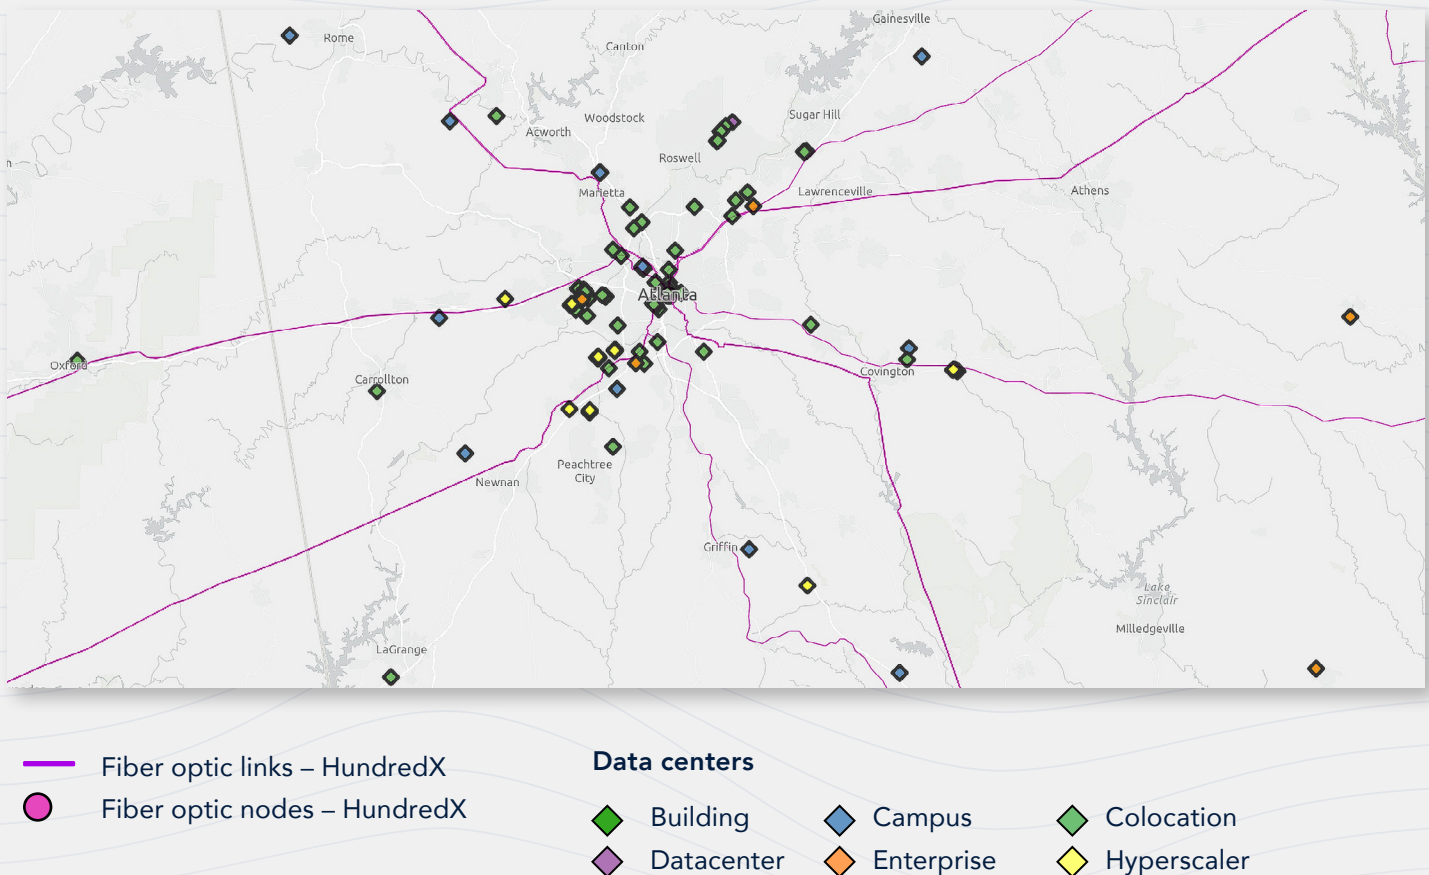 Gainesville
Rome
Canton
Woodstock
Sugar Hill
Acworth
Roswell
Marietta
Lawrenceville
Athens
Atlanta
Oxford
Carrollton
Covington
Peachtree
City
Newnan
Griffin
Lake
Sinclair
Milledgeville
LaGrange
Fiber optic links – HundredX
Fiber optic nodes – HundredX
Data centers
Building
Campus
Colocation
Datacenter
Enterprise
Hyperscaler